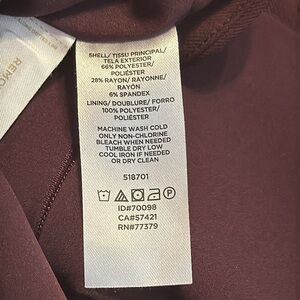 SHELL/ TISSU PRINCIPAL/
TELA EXTERIOR
66% POLYESTER/
POLIÉSTER
28% RAYON/ RAYONNE/
RAYÓN
6% SPANDEX
LINING/ DOUBLURE/ FORRO
100% POLYESTER/
POLIÉSTER
MACHINE WASH COLD
ONLY NON-CHLORINE
BLEACH WHEN NEEDED
TUMBLE DRY LOW
COOL IRON IF NEEDED
OR DRY CLEAN
518701
P
ID#70098
CA#57421
RN#77379
REMO